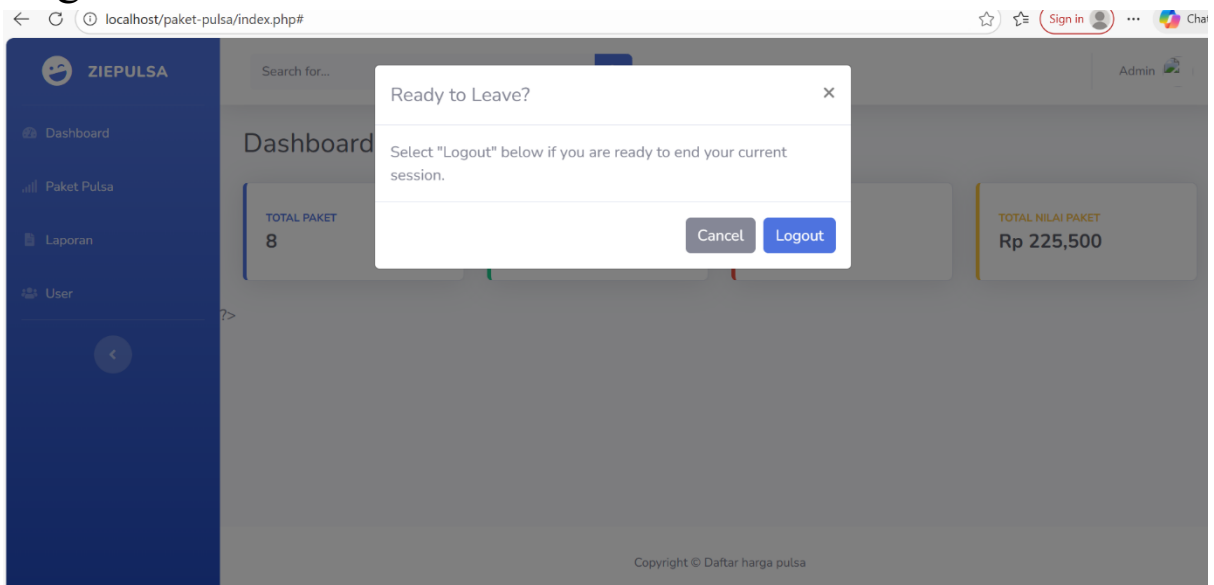 localhost/paket-pulsa/index.php#
Sign in
Chat
ZIEPULSA
Search for...
Admin
Ready to Leave?
×
Dashboard
Dashboard
Select "Logout" below if you are ready to end your current
session.
Paket Pulsa
TOTAL PAKET
8
Cancel
Logout
TOTAL NILAI PAKET
Rp 225,500
Laporan
User
?>
Copyright © Daftar harga pulsa